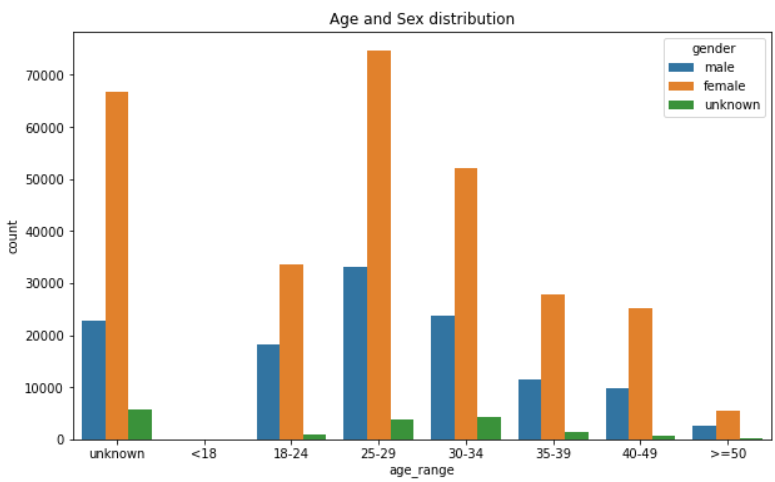 Age and Sex distribution
gender
male
female
unknown
70000
60000
50000
40000
30000
20000
10000
0
count
unknown <18 18-24 25-29 30-34 35-39 40-49 >=50
age_range